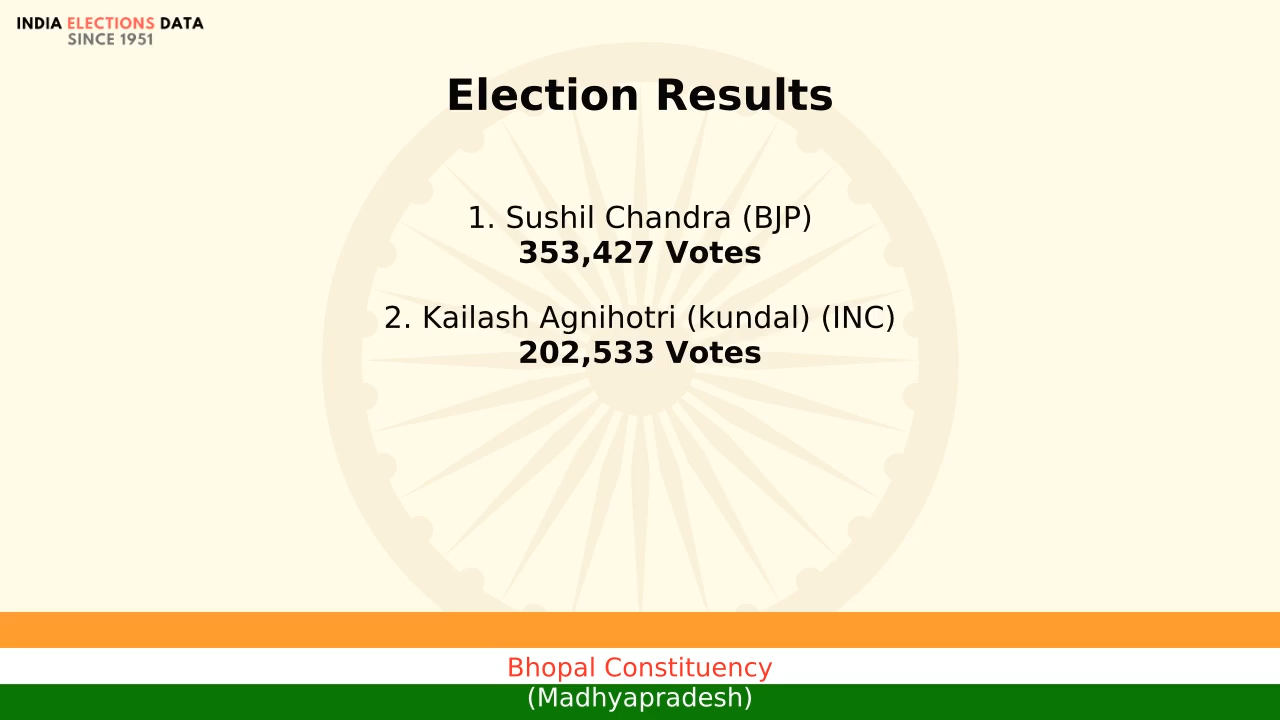 INDIA ELECTIONS DATA
SINCE 1951
Election Results
1. Sushil Chandra (BJP)
353,427 Votes
2. Kailash Agnihotri (kundal) (INC)
202,533 Votes
Bhopal Constituency
(Madhyapradesh)